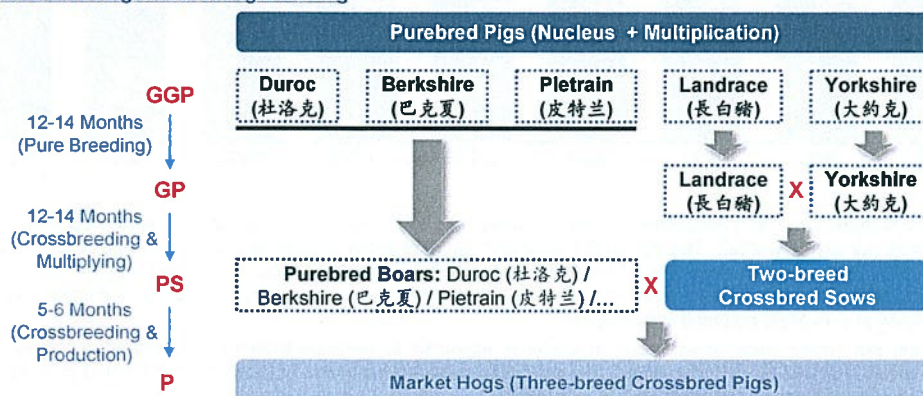 Purebred Pigs (Nucleus + Multiplication)
GGP
Duroc
(杜洛克)
Berkshire
(巴克夏)
Pietrain
(皮特兰)
Landrace
(長白豬)
Yorkshire
(大約克)
12-14 Months
(Pure Breeding)
GP
Landrace
(長白豬)
X
Yorkshire
(大約克)
12-14 Months
(Crossbreeding &
Multiplying)
PS
Purebred Boars: Duroc (杜洛克) /
Berkshire (巴克夏) / Pietrain (皮特兰) /...
X
Two-breed
Crossbred Sows
5-6 Months
(Crossbreeding &
Production)
P
Market Hogs (Three-breed Crossbred Pigs)